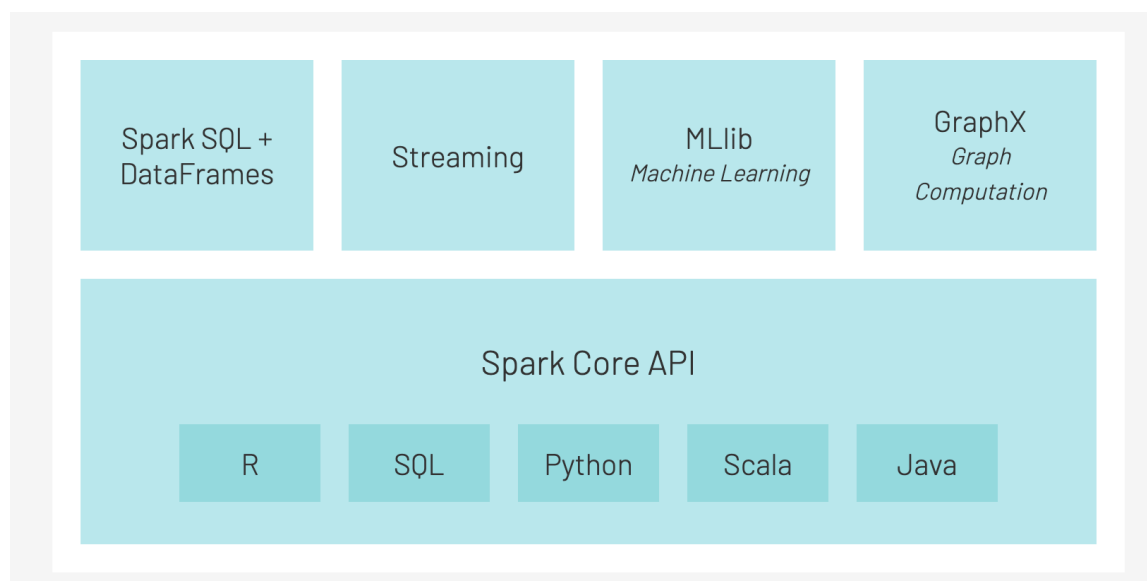 Spark SQL +
DataFrames
Streaming
MLlib
Machine Learning
GraphX
Graph
Computation
Spark Core API
R
SQL
Python
Scala
Java